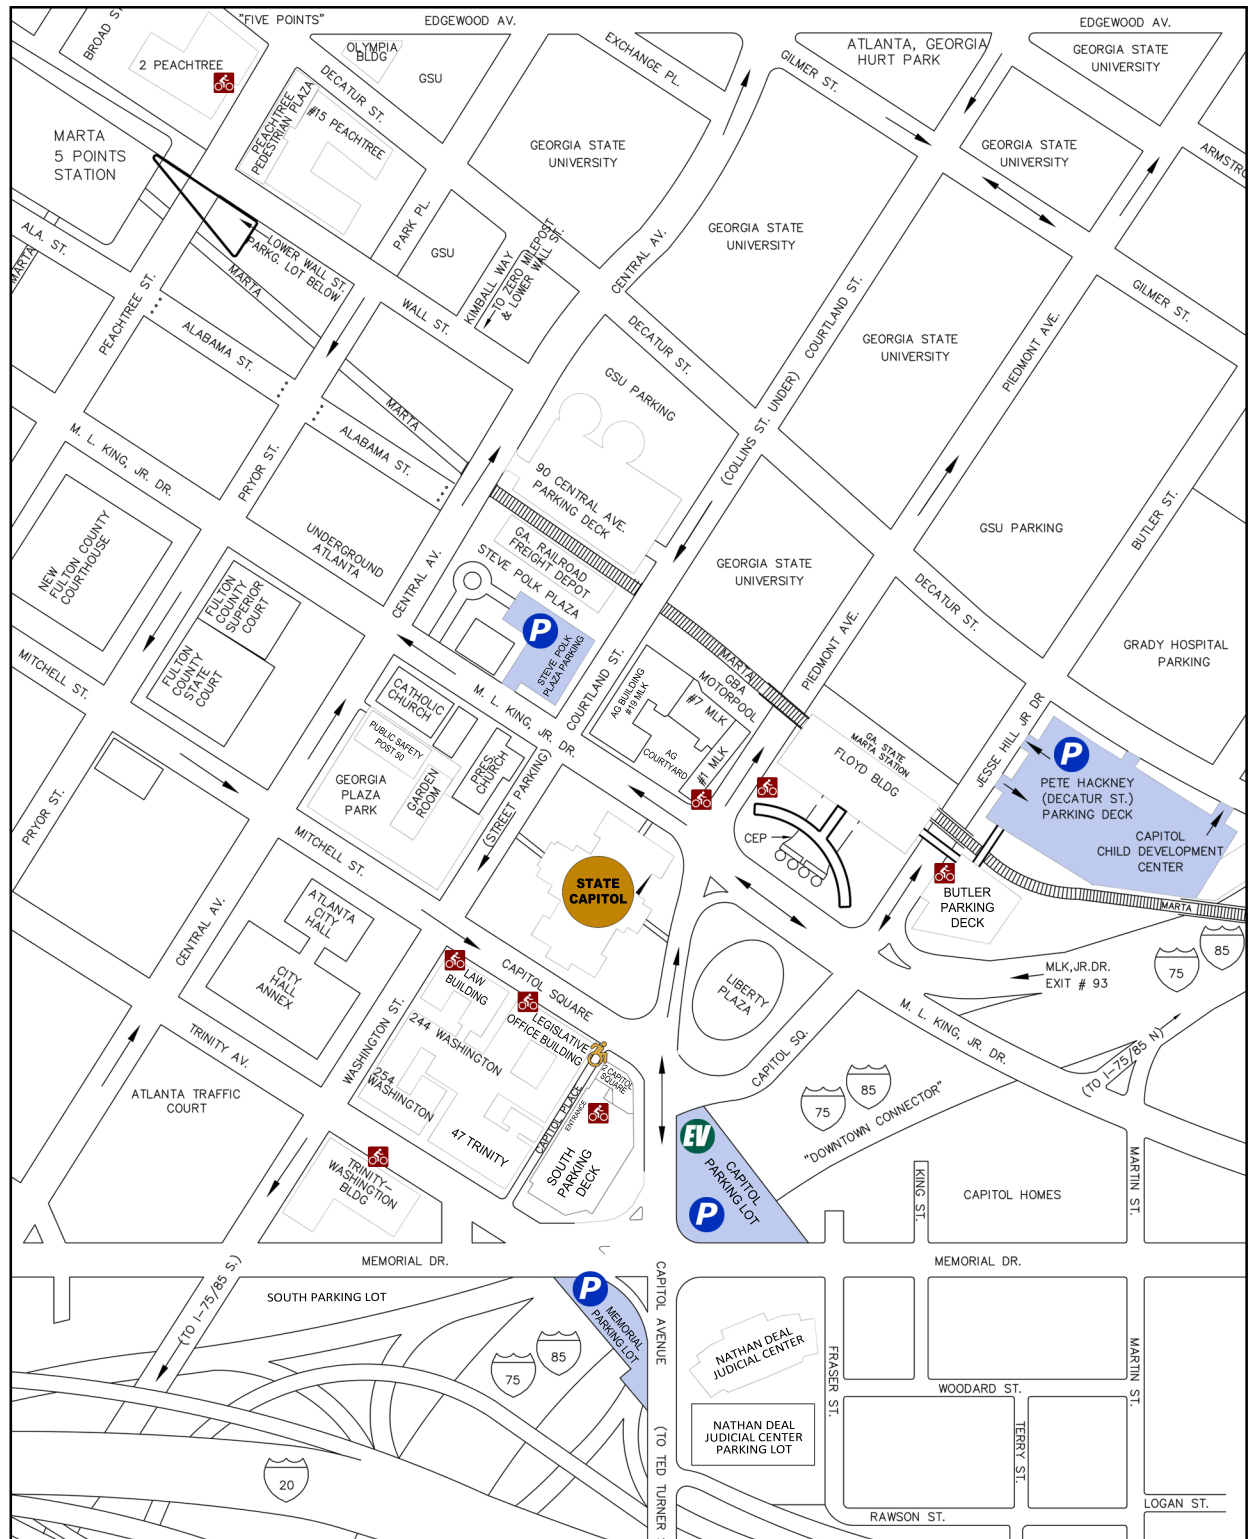 "FIVE POINTS"
EDGEWOOD AV.
EDGEWOOD AV.
BROAD ST
2 PEACHTREE
OLYMPIA
BLDG
GSU
DECATUR ST.
EXCHANGE PL.
GILMER ST.
ATLANTA, GEORGIA
HURT PARK
GEORGIA STATE
UNIVERSITY
MARTA
5 POINTS
STATION
PEACHTREE
PEDESTRIAN PLAZA
#15 PEACHTREE
GEORGIA STATE
UNIVERSITY
GEORGIA STATE
UNIVERSITY
ARMSTRO
ALA. ST.
MARTA
PARK PL.
GSU
KIMBALL WAY
TO ZERO MILEPOST
& LOWER WALL ST.
CENTRAL AV.
GEORGIA STATE
UNIVERSITY
LOWER WALL ST.
PARKG. LOT BELOW
MARTA
PEACHTREE ST.
WALL ST.
ALABAMA ST.
DECATUR ST.
(COLLINS ST. UNDER)
COURTLAND ST.
GEORGIA STATE
UNIVERSITY
PIEDMONT AVE.
GILMER ST.
MARTA
GSU PARKING
M. L. KING, JR. DR.
PRYOR ST.
ALABAMA ST.
90 CENTRAL AVE.
PARKING DECK
GSU PARKING
BUTLER ST.
NEW
FULTON COUNTY
COURTHOUSE
UNDERGROUND
ATLANTA
CENTRAL AV.
GA. RAILROAD
FREIGHT DEPOT
STEVE POLK PLAZA
GEORGIA STATE
UNIVERSITY
DECATUR ST.
FULTON
COUNTY
SUPERIOR
COURT
FULTON
COUNTY
STATE
COURT
P
STEVE POLK
PLAZA PARKING
MITCHELL ST.
COURTLAND ST.
PIEDMONT AVE.
GRADY HOSPITAL
PARKING
CATHOLIC
CHURCH
M. L. KING, JR. DR.
AG BUILDING
#19 MLK
MARTA
GBA
MOTORPOOL
#7 MLK
AG
COURTYARD
#1 MLK
PUBLIC SAFETY
POST 50
PRES.
CHURCH
GEORGIA
PLAZA
PARK
GARDEN
ROOM
(STREET PARKING)
GA. STATE
MARTA STATION
FLOYD BLDG
JESSE HILL JR DR
P
PETE HACKNEY
(DECATUR ST.)
PARKING DECK
CAPITOL
CHILD DEVELOPMENT
CENTER
PRYOR ST.
MITCHELL ST.
CEP
STATE
CAPITOL
BUTLER
PARKING
DECK
MARTA
ATLANTA
CITY
HALL
CENTRAL AV.
CITY
HALL
ANNEX
LAW
BUILDING
CAPITOL SQUARE
LIBERTY
PLAZA
85
75
MLK,JR.DR.
EXIT # 93
M. L. KING, JR. DR.
TRINITY AV.
WASHINGTON ST.
244 WASHINGTON
LEGISLATIVE
OFFICE BUILDING
254
WASHINGTON
2 CAPITOL
SQUARE
CAPITOL PLACE
ENTRANCE
CAPITOL SQ.
(TO I-75/85 N)
85
75
"DOWNTOWN CONNECTOR"
ATLANTA TRAFFIC
COURT
47 TRINITY
SOUTH
PARKING
DECK
EV
CAPITOL
PARKING LOT
P
TRINITY-
WASHINGTON
BLDG
KING ST.
CAPITOL HOMES
MARTIN ST.
MEMORIAL DR.
MEMORIAL DR.
(TO I-75/85 S.)
SOUTH PARKING LOT
P
MEMORIAL
PARKING LOT
CAPITOL AVENUE
85
75
NATHAN DEAL
JUDICIAL CENTER
FRASER ST.
MARTIN ST.
WOODARD ST.
NATHAN DEAL
JUDICIAL CENTER
PARKING LOT
TERRY ST.
20
(TO TED TURNER
LOGAN ST.
RAWSON ST.